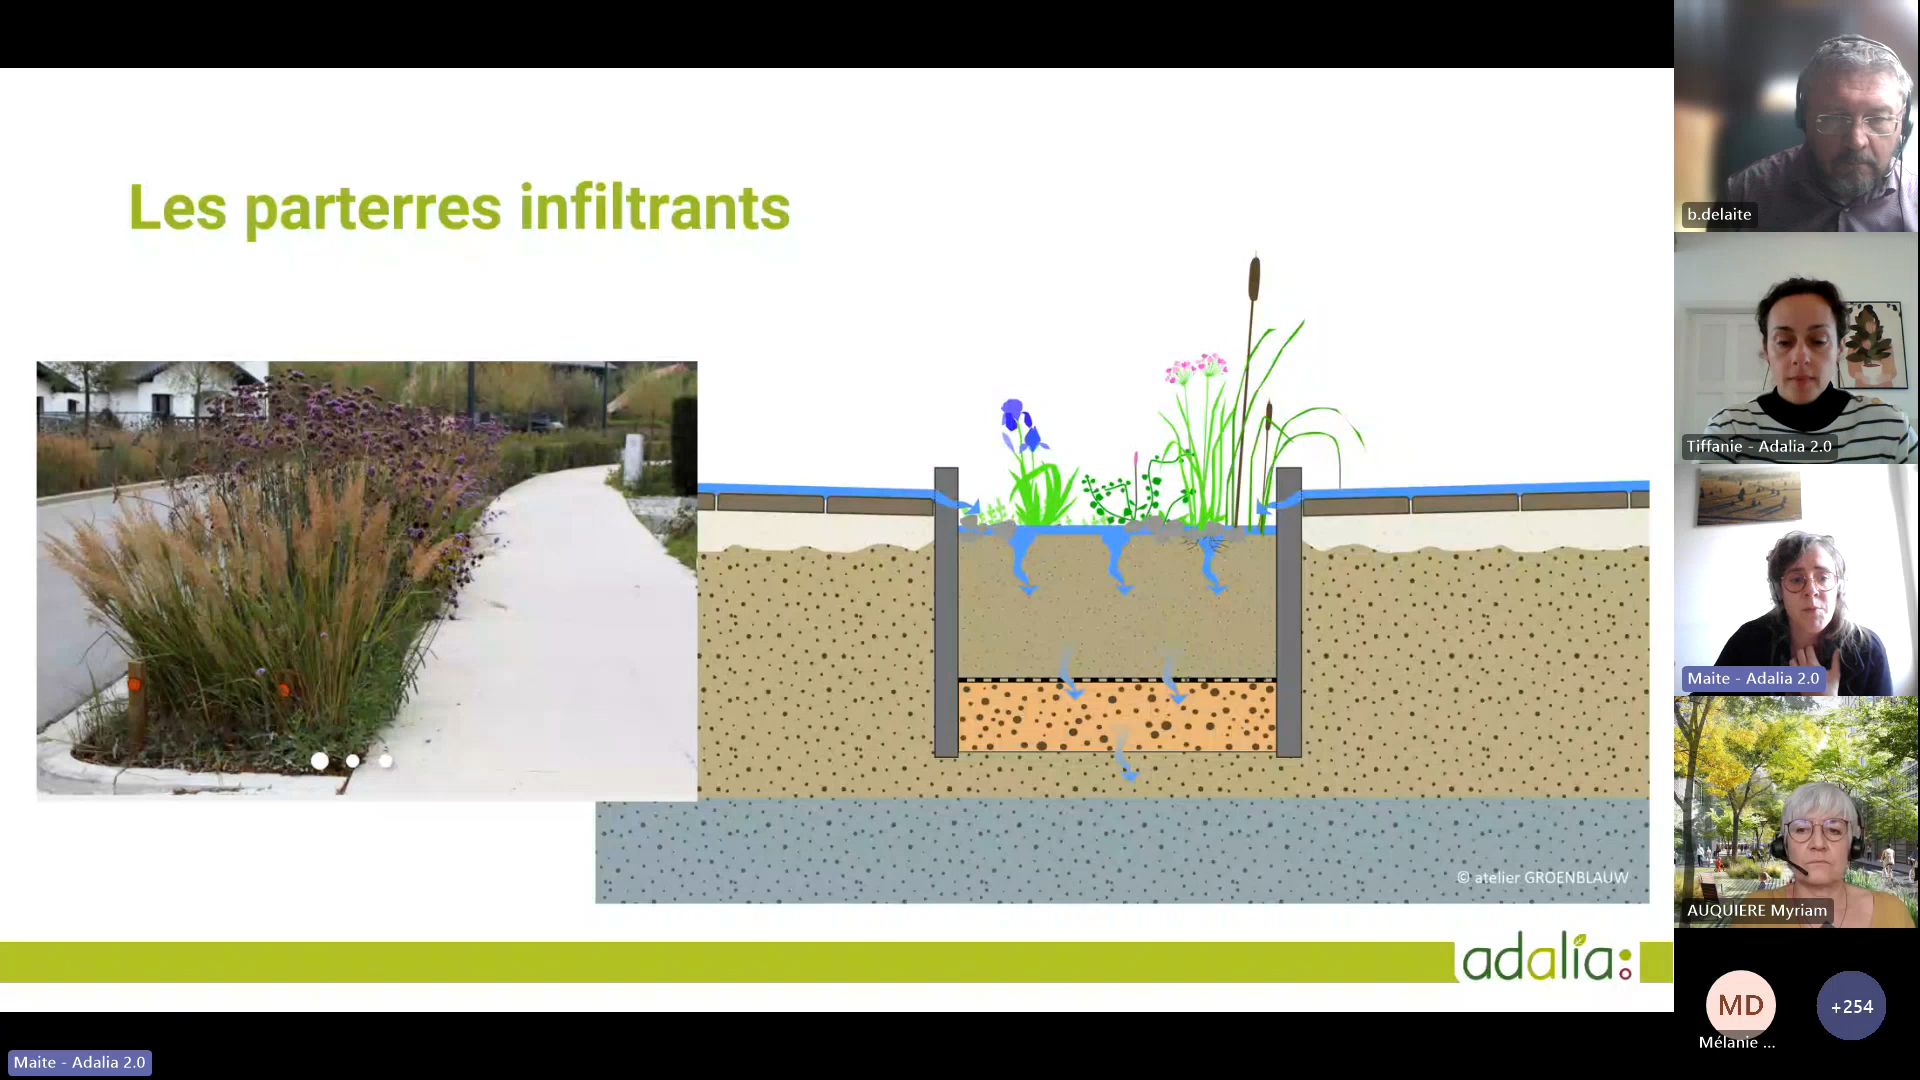 Les parterres infiltrants
© atelier GROENBLAUW
adalia:
b.delaite
Tiffanie - Adalia 2.0
Maite - Adalia 2.0
AUQUIERE Myriam
MD
+254
Mélanie ...
Maite - Adalia 2.0